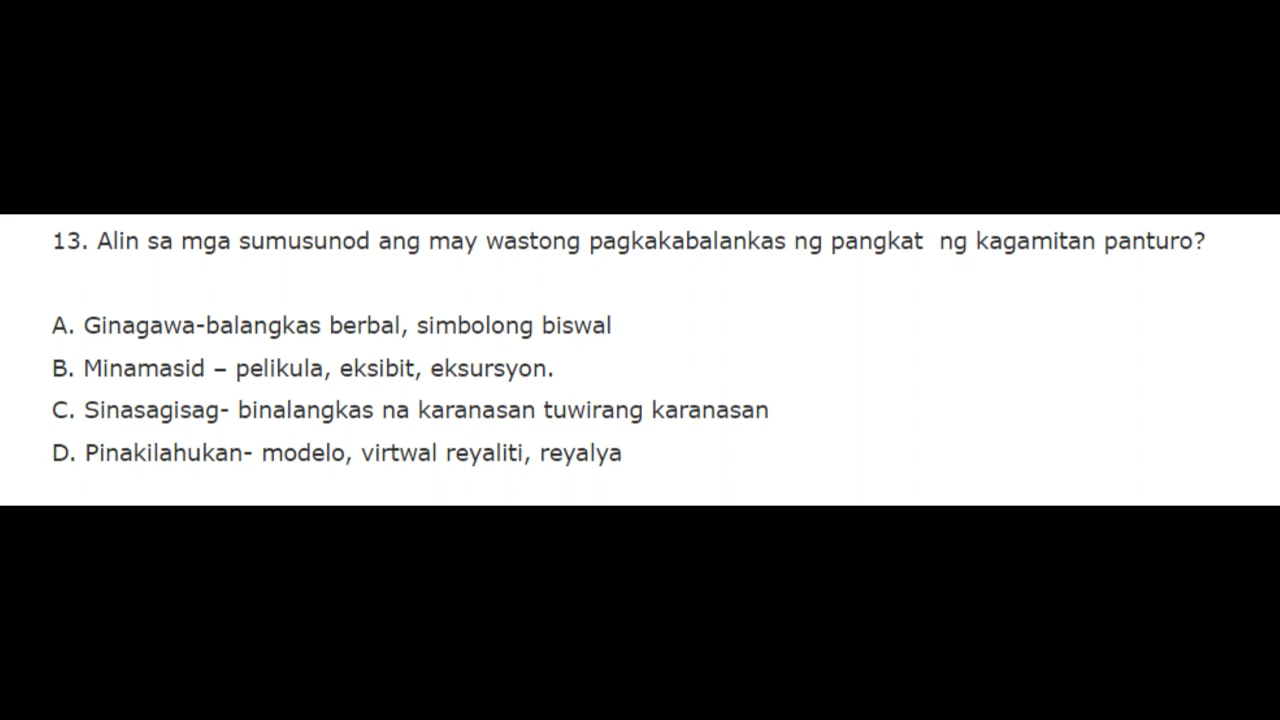 13. Alin sa mga sumusunod ang may wastong pagkakabalankas ng pangkat  ng kagamitan panturo?
A. Ginagawa-balangkas berbal, simbolong biswal
B. Minamasid – pelikula, eksibit, eksursyon.
C. Sinasagisag- binalangkas na karanasan tuwirang karanasan
D. Pinakilahukan- modelo, virtwal reyaliti, reyalya